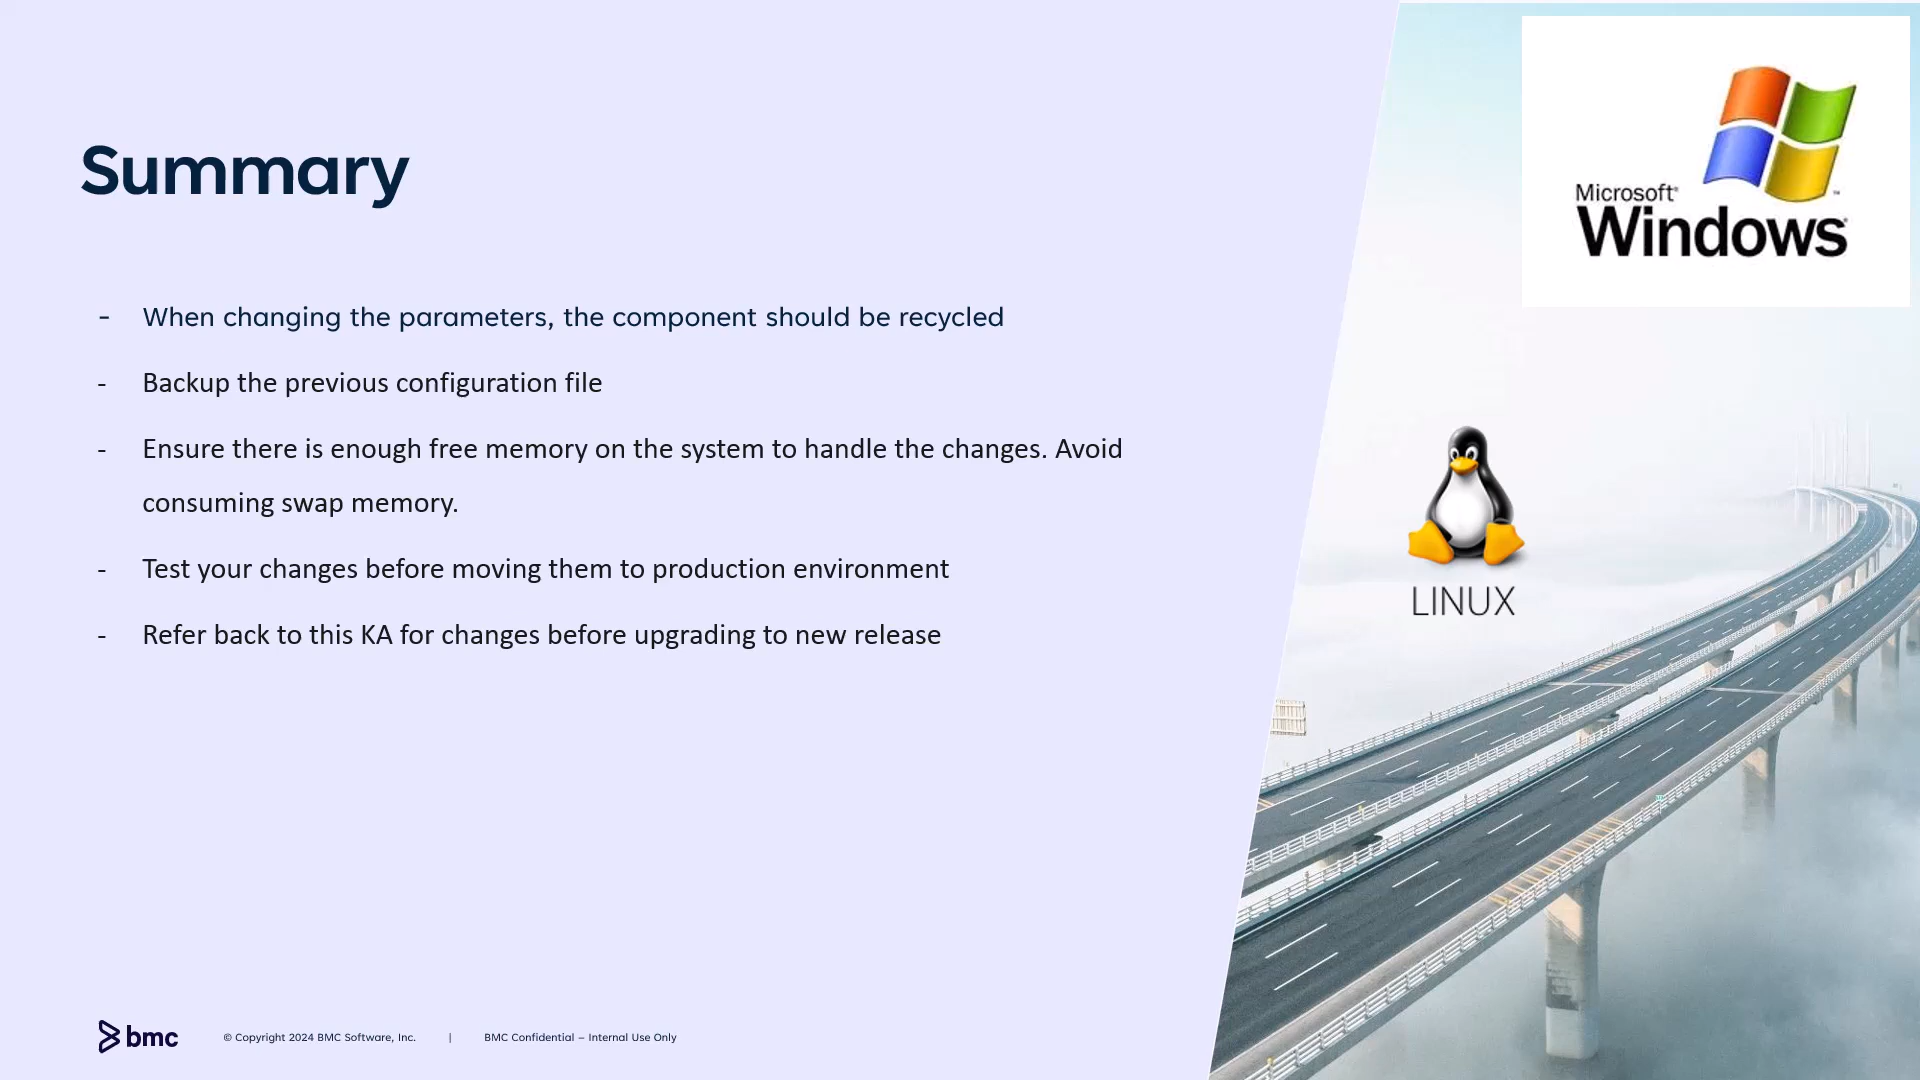 Microsoft®
Windows®
Summary
- When changing the parameters, the component should be recycled
- Backup the previous configuration file
- Ensure there is enough free memory on the system to handle the changes. Avoid
consuming swap memory.
- Test your changes before moving them to production environment
- Refer back to this KA for changes before upgrading to new release
LINUX
bmc
© Copyright 2024 BMC Software, Inc. | BMC Confidential – Internal Use Only